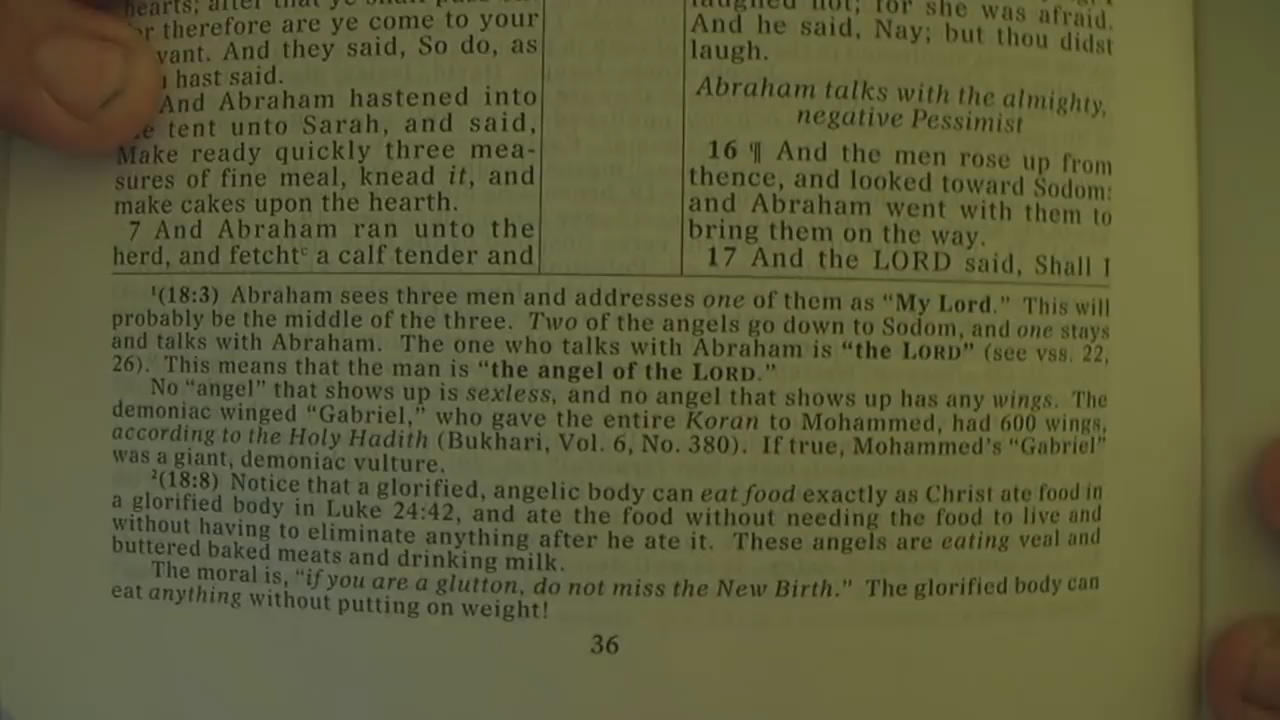 hearts; after that ye shall pass
therefore are ye come to your
vant. And they said, So do, as
hast said.
And Abraham hastened into
tent unto Sarah, and said,
Make ready quickly three mea-
sures of fine meal, knead it, and
make cakes upon the hearth.
7 And Abraham ran unto the
herd, and fetchtᶜ a calf tender and
laughed not; for she was afraid.
And he said, Nay; but thou didst
laugh.
Abraham talks with the almighty,
negative Pessimist
16 ¶ And the men rose up from
thence, and looked toward Sodom:
and Abraham went with them to
bring them on the way.
17 And the LORD said, Shall I
¹(18:3) Abraham sees three men and addresses one of them as “My Lord.” This will
probably be the middle of the three. Two of the angels go down to Sodom, and one stays
and talks with Abraham. The one who talks with Abraham is “the LORD” (see vss. 22,
26). This means that the man is “the angel of the LORD.”
No “angel” that shows up is sexless, and no angel that shows up has any wings. The
demoniac winged “Gabriel,” who gave the entire Koran to Mohammed, had 600 wings,
according to the Holy Hadith (Bukhari, Vol. 6, No. 380). If true, Mohammed’s “Gabriel”
was a giant, demoniac vulture.
²(18:8) Notice that a glorified, angelic body can eat food exactly as Christ ate food in
a glorified body in Luke 24:42, and ate the food without needing the food to live and
without having to eliminate anything after he ate it. These angels are eating veal and
buttered baked meats and drinking milk.
The moral is, “if you are a glutton, do not miss the New Birth.” The glorified body can
eat anything without putting on weight!
36